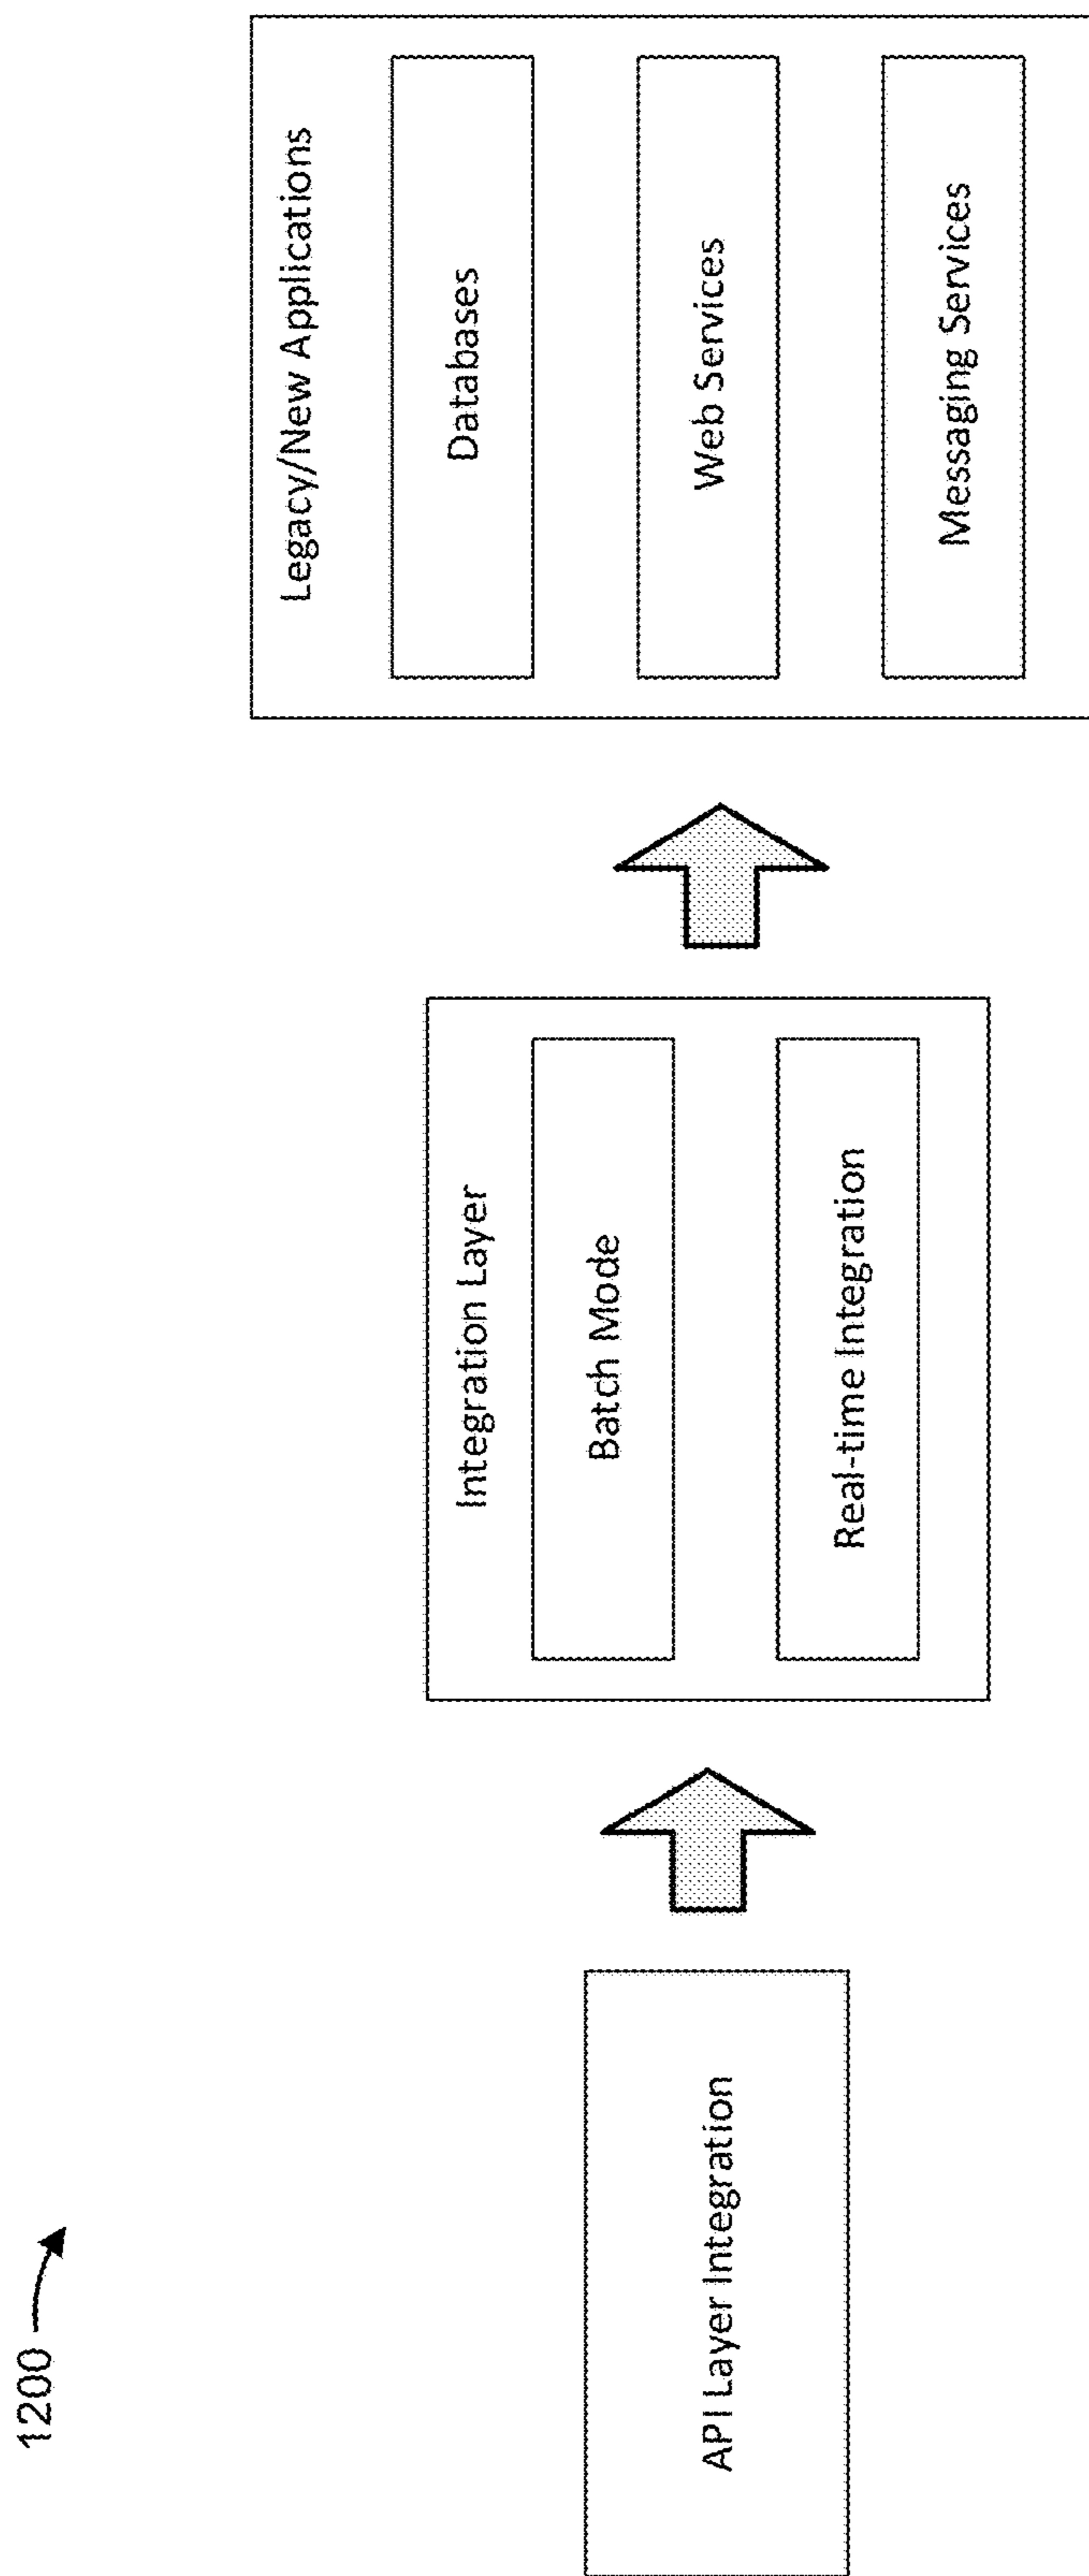 1200
API Layer Integration
Integration Layer
Batch Mode
Real-time Integration
Legacy/New Applications
Databases
Web Services
Messaging Services